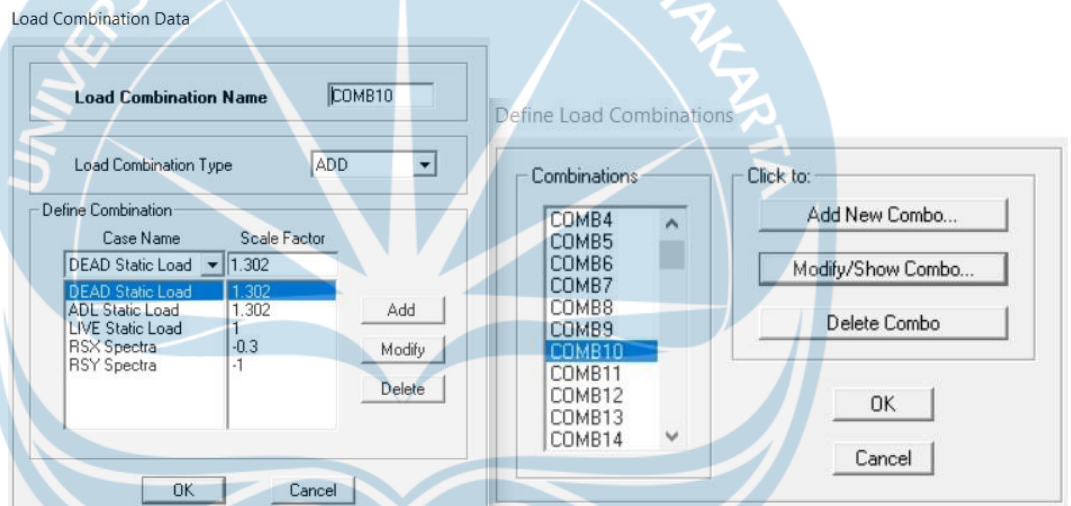 Load Combination Data
Load Combination Name COMB10
Load Combination Type ADD
Define Combination
Case Name Scale Factor
DEAD Static Load 1.302
DEAD Static Load 1.302
ADL Static Load 1.302
LIVE Static Load 1
RSX Spectra -0.3
RSY Spectra -1
Add
Modify
Delete
OK Cancel
Define Load Combinations
Combinations
COMB4
COMB5
COMB6
COMB7
COMB8
COMB9
COMB10
COMB11
COMB12
COMB13
COMB14
Click to:
Add New Combo...
Modify/Show Combo...
Delete Combo
OK
Cancel